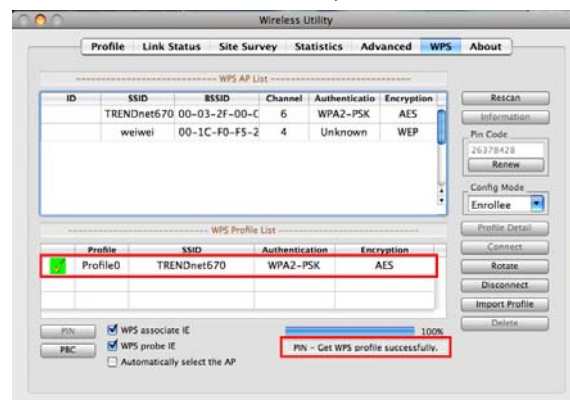 Wireless Utility
Profile Link Status Site Survey Statistics Advanced WPS About
WPS AP List
ID SSID BSSID Channel Authenticatio Encryption
TRENDnet670 00-03-2F-00-C 6 WPA2-PSK AES
weiwei 00-1C-F0-F5-2 4 Unknown WEP
Rescan
Information
Pin Code
26378428
Renew
Config Mode
Enrollee
WPS Profile List
Profile SSID Authentication Encryption
Profile0 TRENDnet670 WPA2-PSK AES
Profile Detail
Connect
Rotate
Disconnect
Import Profile
Delete
PIN
PBC
WPS associate IE
WPS probe IE
Automatically select the AP
100%
PIN - Get WPS profile successfully.